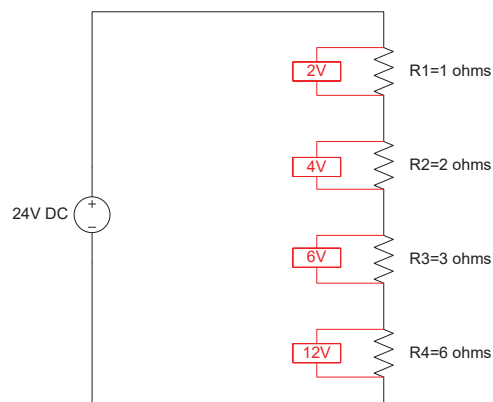 2V
R1=1 ohms
4V
R2=2 ohms
24V DC
+
−
6V
R3=3 ohms
12V
R4=6 ohms